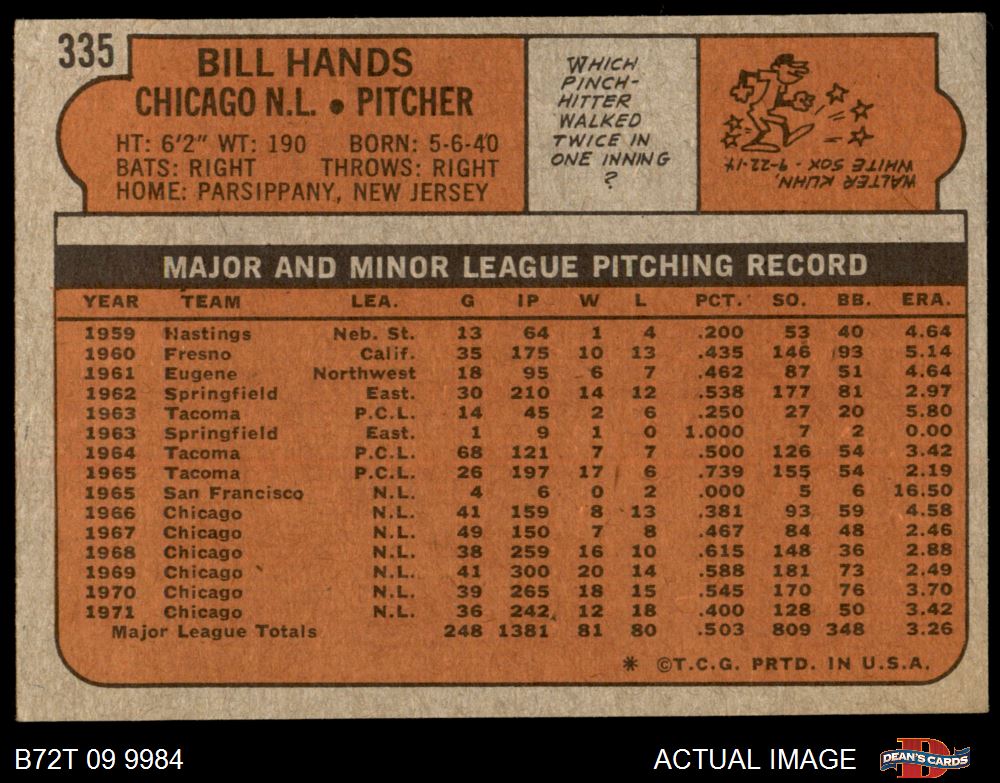 335
BILL HANDS
CHICAGO N.L. • PITCHER
HT: 6'2" WT: 190 BORN: 5-6-40
BATS: RIGHT THROWS: RIGHT
HOME: PARSIPPANY, NEW JERSEY
WHICH
PINCH-
HITTER
WALKED
TWICE IN
ONE INNING
?
WALTER KUHN,
WHITE SOX 9-22-14
MAJOR AND MINOR LEAGUE PITCHING RECORD
YEAR TEAM LEA. G IP W L PCT. SO. BB. ERA.
1959 Hastings Neb. St. 13 64 1 4 .200 53 40 4.64
1960 Fresno Calif. 35 175 10 13 .435 146 93 5.14
1961 Eugene Northwest 18 95 6 7 .462 87 51 4.64
1962 Springfield East. 30 210 14 12 .538 177 81 2.97
1963 Tacoma P.C.L. 14 45 2 6 .250 27 20 5.80
1963 Springfield East. 1 9 1 0 1.000 7 2 0.00
1964 Tacoma P.C.L. 68 121 7 7 .500 126 54 3.42
1965 Tacoma P.C.L. 26 197 17 6 .739 155 54 2.19
1965 San Francisco N.L. 4 6 0 2 .000 5 6 16.50
1966 Chicago N.L. 41 159 8 13 .381 93 59 4.58
1967 Chicago N.L. 49 150 7 8 .467 84 48 2.46
1968 Chicago N.L. 38 259 16 10 .615 148 36 2.88
1969 Chicago N.L. 41 300 20 14 .588 181 73 2.49
1970 Chicago N.L. 39 265 18 15 .545 170 76 3.70
1971 Chicago N.L. 36 242 12 18 .400 128 50 3.42
Major League Totals 248 1381 81 80 .503 809 348 3.26
* ©T.C.G. PRTD. IN U.S.A.
B72T 09 9984
ACTUAL IMAGE
D
DEAN'S CARDS